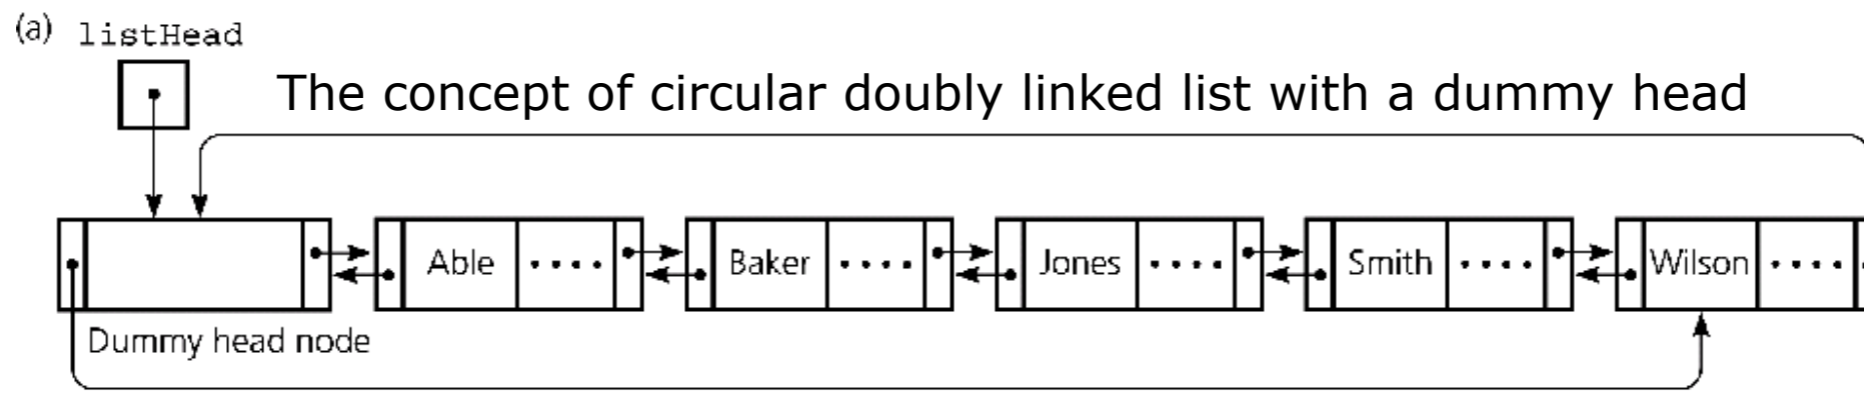 (a) listHead
The concept of circular doubly linked list with a dummy head
Able •••• Baker •••• Jones •••• Smith •••• Wilson ••••
Dummy head node